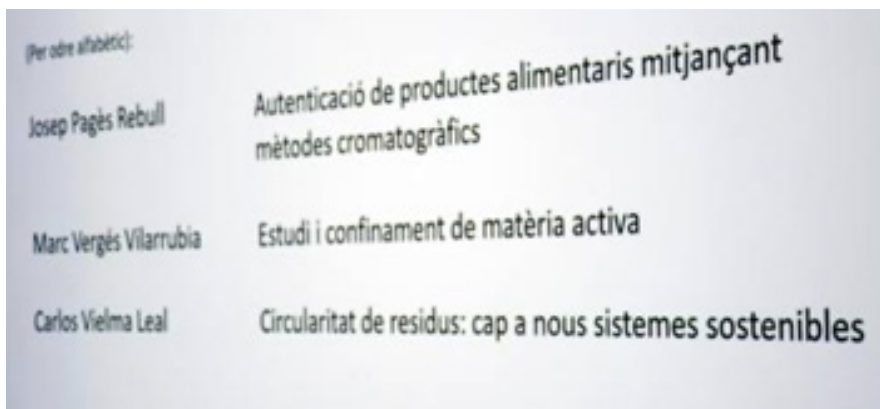 (Per odre alfabètic):
Josep Pagès Rebull Autenticació de productes alimentaris mitjançant
mètodes cromatogràfics
Marc Vergés Vilarrubia Estudi i confinament de matèria activa
Carlos Vielma Leal Circularitat de residus: cap a nous sistemes sostenibles